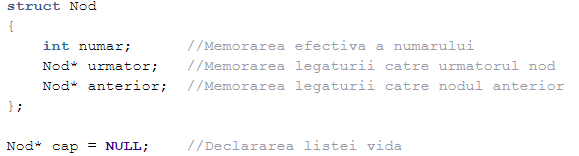 struct Nod
{
    int numar;      //Memorarea efectiva a numarului
    Nod* urmator;   //Memorarea legaturii catre urmatorul nod
    Nod* anterior;  //Memorarea legaturii catre nodul anterior
};
Nod* cap = NULL;    //Declararea listei vida